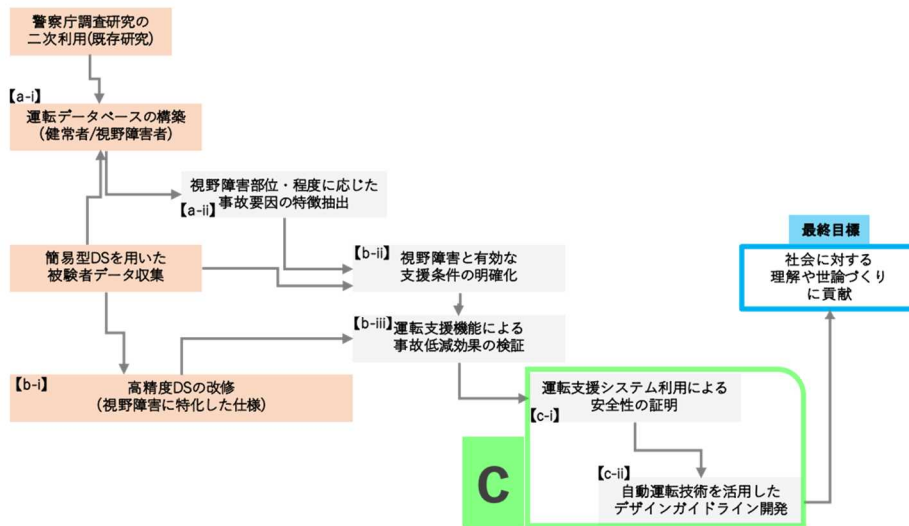 警察庁調査研究の
二次利用(既存研究)
【a-i】
運転データベースの構築
(健常者/視野障害者)
視野障害部位・程度に応じた
事故要因の特徴抽出
【a-ii】
簡易型DSを用いた
被験者データ収集
【b-ii】
視野障害と有効な
支援条件の明確化
最終目標
社会に対する
理解や世論づくり
に貢献
【b-iii】
運転支援機能による
事故低減効果の検証
【b-i】
高精度DSの改修
(視野障害に特化した仕様)
運転支援システム利用による
安全性の証明
【c-i】
C
【c-ii】
自動運転技術を活用した
デザインガイドライン開発